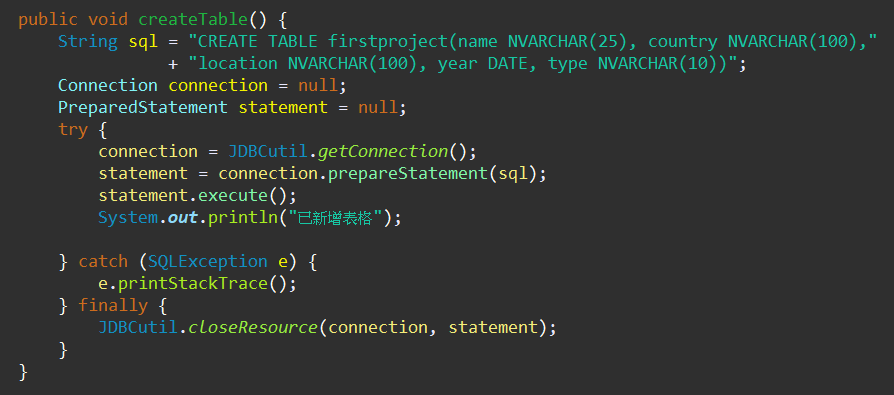 public void createTable() {
    String sql = "CREATE TABLE firstproject(name NVARCHAR(25), country NVARCHAR(100),"
               + "location NVARCHAR(100), year DATE, type NVARCHAR(10))";
    Connection connection = null;
    PreparedStatement statement = null;
    try {
        connection = JDBCutil.getConnection();
        statement = connection.prepareStatement(sql);
        statement.execute();
        System.out.println("已新增表格");

    } catch (SQLException e) {
        e.printStackTrace();
    } finally {
        JDBCutil.closeResource(connection, statement);
    }
}